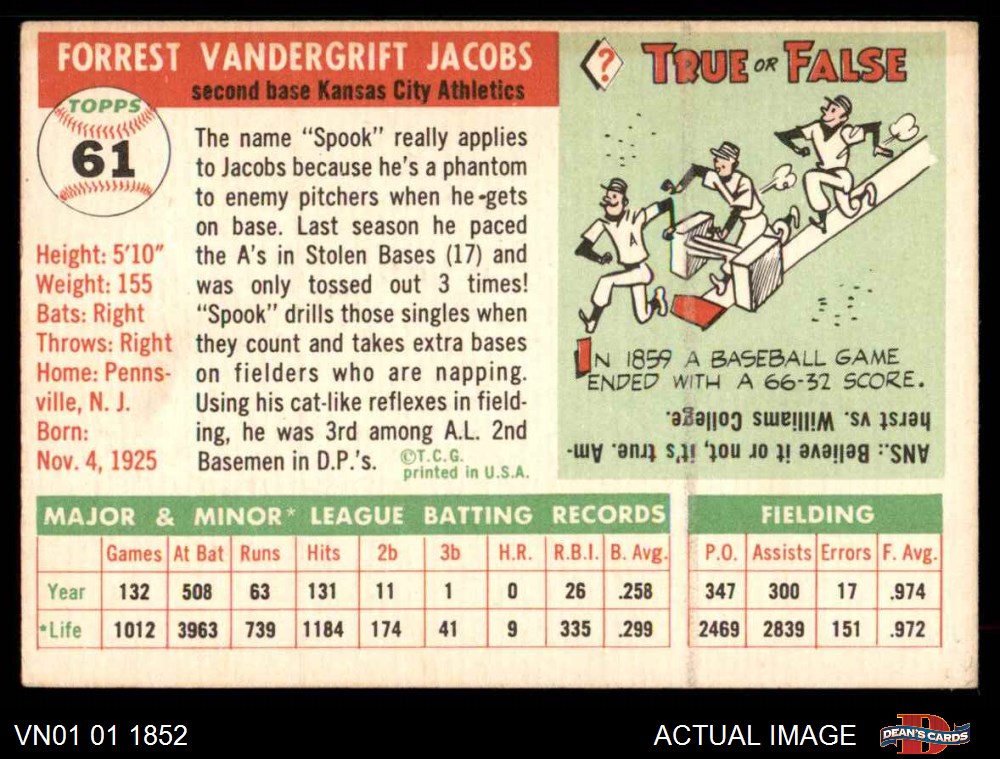 FORREST VANDERGRIFT JACOBS
second base Kansas City Athletics
TOPPS
61
Height: 5'10"
Weight: 155
Bats: Right
Throws: Right
Home: Penns-
ville, N. J.
Born:
Nov. 4, 1925
The name "Spook" really applies
to Jacobs because he's a phantom
to enemy pitchers when he-gets
on base. Last season he paced
the A's in Stolen Bases (17) and
was only tossed out 3 times!
"Spook" drills those singles when
they count and takes extra bases
on fielders who are napping.
Using his cat-like reflexes in field-
ing, he was 3rd among A.L. 2nd
Basemen in D.P.'s. ©T.C.G.
printed in U.S.A.
? TRUE OR FALSE
A
IN 1859 A BASEBALL GAME
ENDED WITH A 66-32 SCORE.
ANS.: Believe it or not, it's true. Am-
herst vs. Williams College.
MAJOR & MINOR* LEAGUE BATTING RECORDS FIELDING
Games At Bat Runs Hits 2b 3b H.R. R.B.I. B. Avg. P.O. Assists Errors F. Avg.
Year 132 508 63 131 11 1 0 26 .258 347 300 17 .974
*Life 1012 3963 739 1184 174 41 9 335 .299 2469 2839 151 .972
VN01 01 1852 ACTUAL IMAGE DEAN'S CARDS